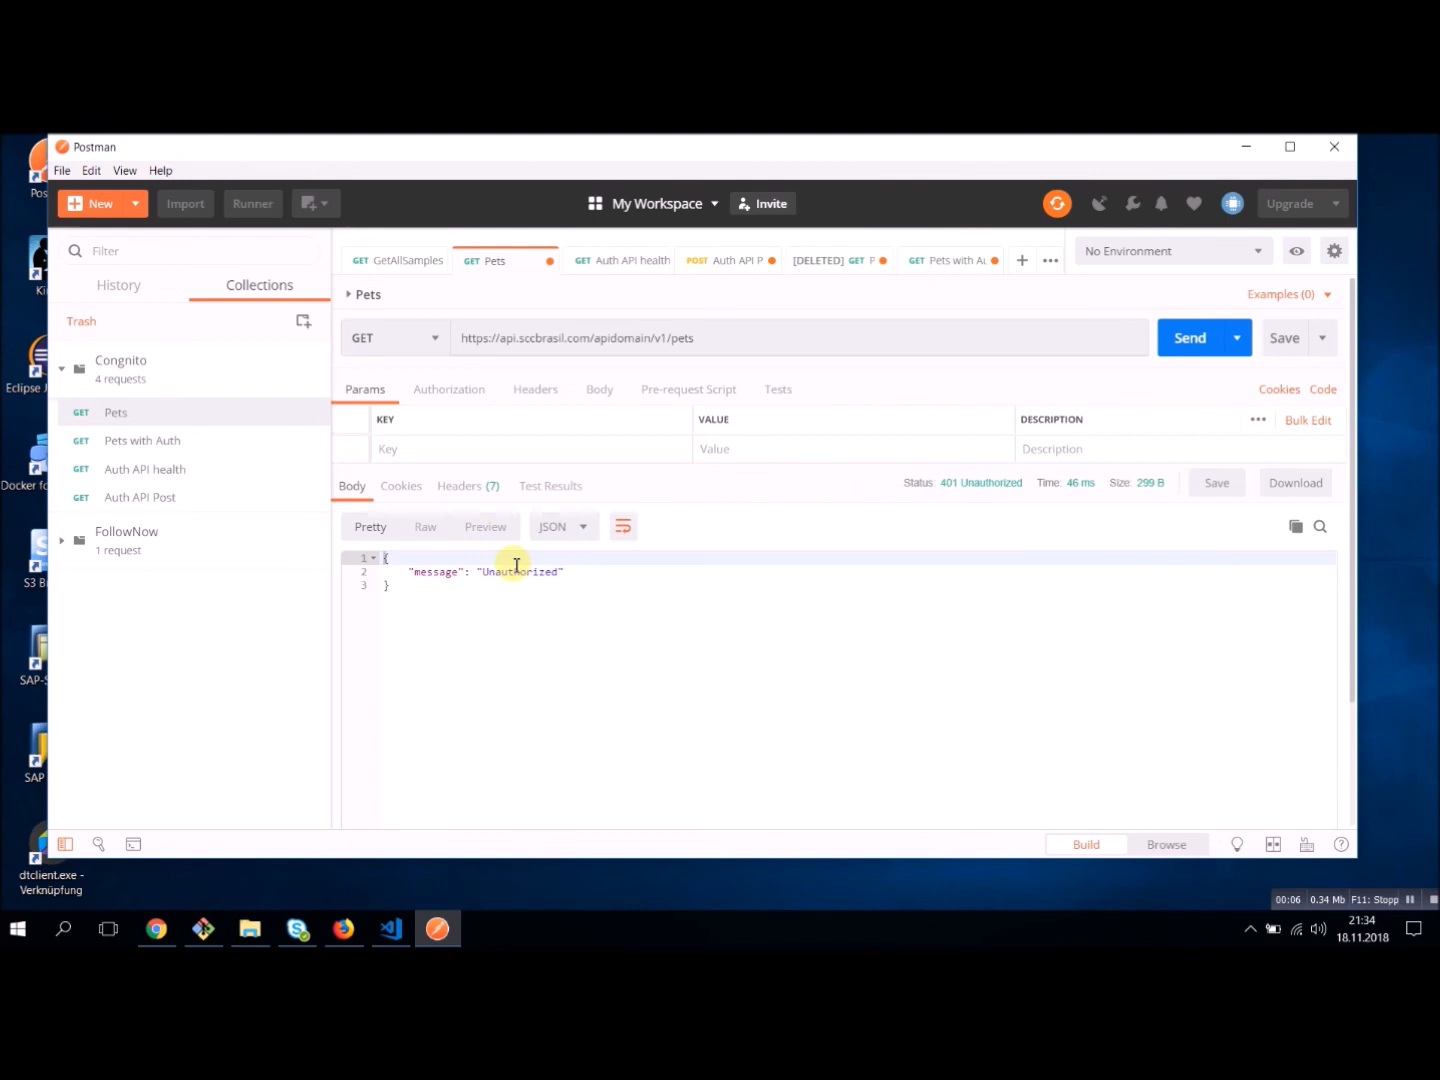 Postman
File Edit View Help
New Import Runner My Workspace Invite Upgrade
Filter
History Collections
Trash
Congnito
4 requests
GET Pets
GET Pets with Auth
GET Auth API health
GET Auth API Post
FollowNow
1 request
GET GetAllSamples GET Pets GET Auth API health POST Auth API P [DELETED] GET P GET Pets with Au
No Environment
Pets Examples (0)
GET https://api.sccbrasil.com/apidomain/v1/pets Send Save
Params Authorization Headers Body Pre-request Script Tests Cookies Code
KEY VALUE DESCRIPTION Bulk Edit
Key Value Description
Body Cookies Headers (7) Test Results Status: 401 Unauthorized Time: 46 ms Size: 299 B Save Download
Pretty Raw Preview JSON
1 {
2 "message": "Unauthorized"
3 }
Build Browse
Pos
Ki
Eclipse J
Docker fo
S3 B
SAP-S
SAP
dtclient.exe -
Verknüpfung
00:06 0.34 Mb F11: Stopp
21:34
18.11.2018